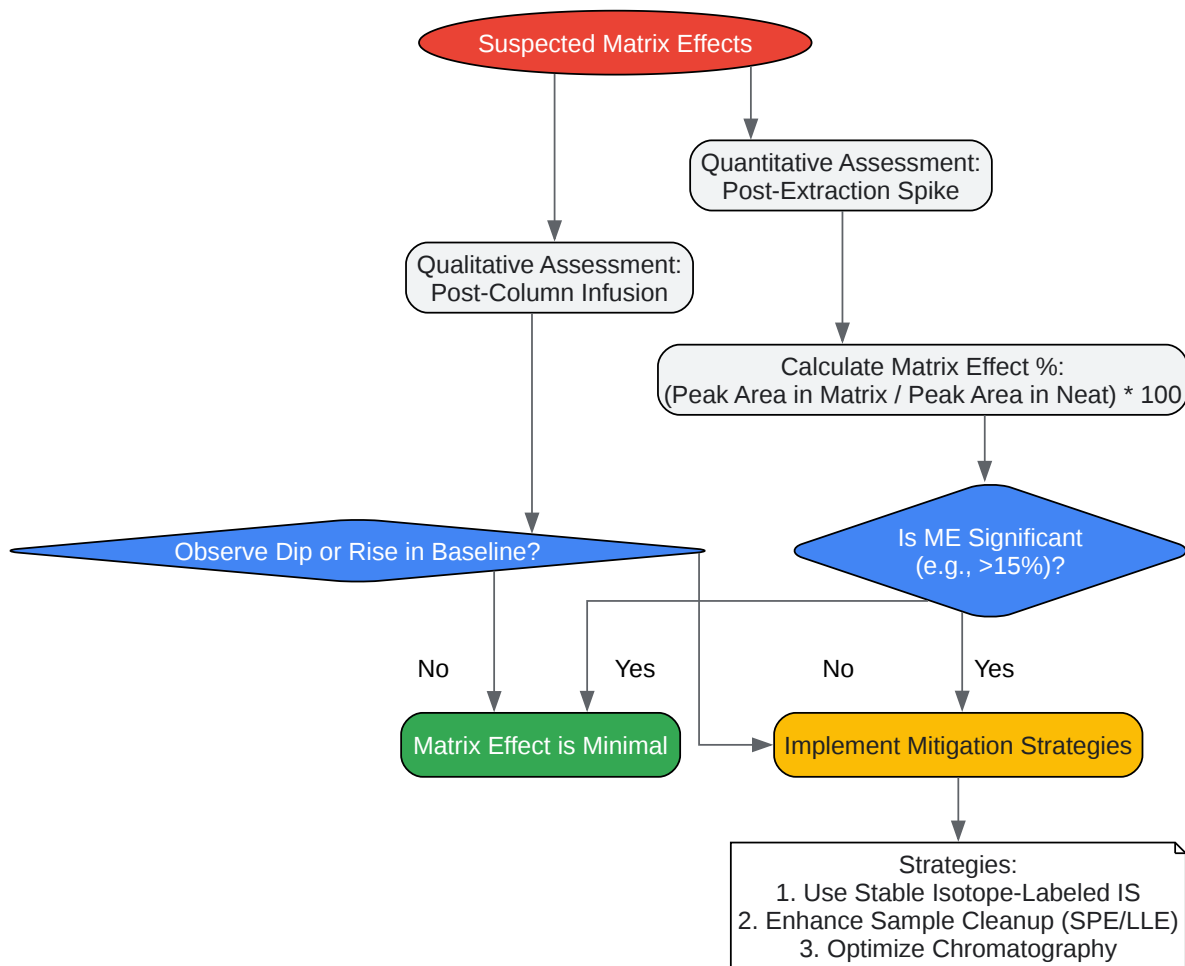 Suspected Matrix Effects
Quantitative Assessment:
Post-Extraction Spike
Qualitative Assessment:
Post-Column Infusion
Calculate Matrix Effect %:
(Peak Area in Matrix / Peak Area in Neat) * 100
Observe Dip or Rise in Baseline?
Is ME Significant
(e.g., >15%)?
No
Yes
No
Yes
Matrix Effect is Minimal
Implement Mitigation Strategies
Strategies:
1. Use Stable Isotope-Labeled IS
2. Enhance Sample Cleanup (SPE/LLE)
3. Optimize Chromatography